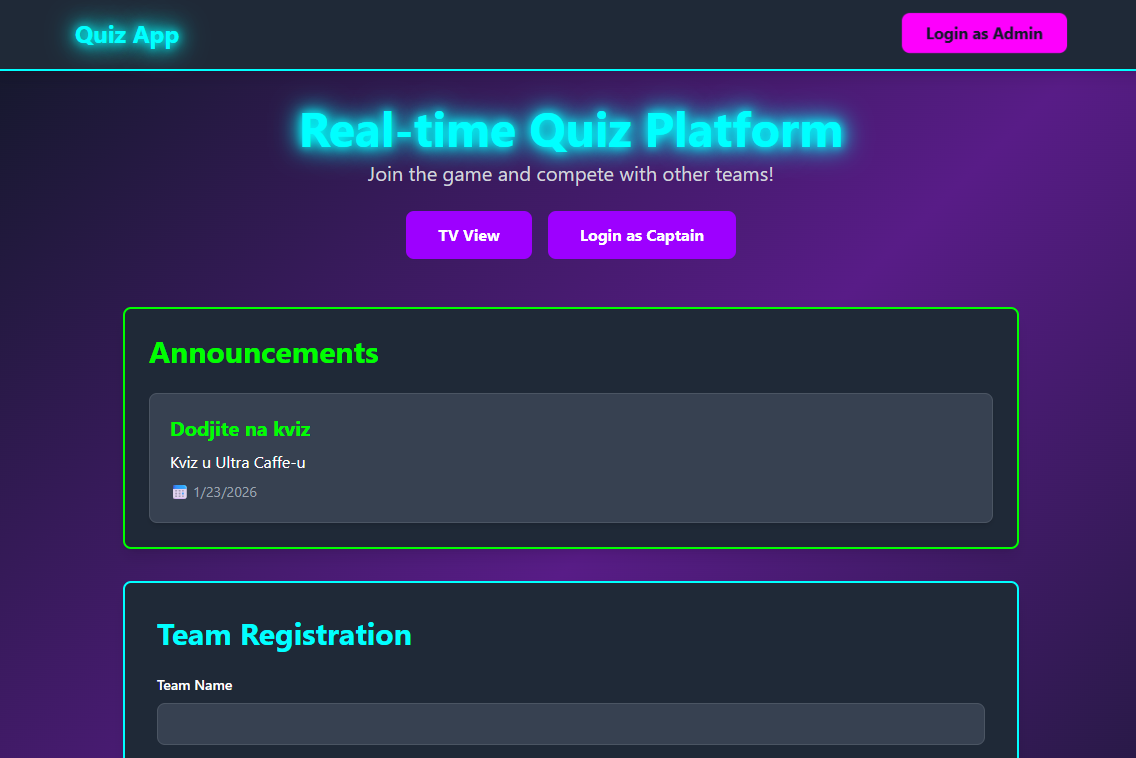 Quiz App
Login as Admin
Real-time Quiz Platform
Join the game and compete with other teams!
TV View
Login as Captain
Announcements
Dodjite na kviz
Kviz u Ultra Caffe-u
1/23/2026
Team Registration
Team Name